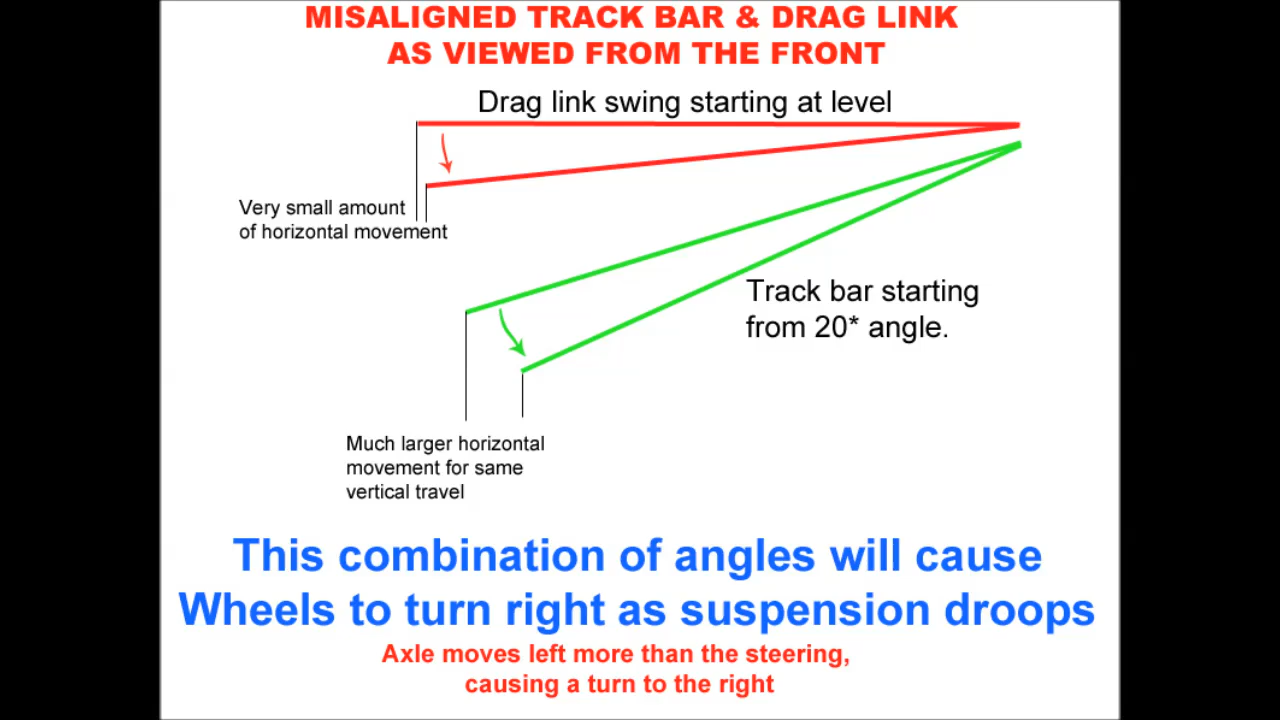 MISALIGNED TRACK BAR & DRAG LINK
AS VIEWED FROM THE FRONT
Drag link swing starting at level
Very small amount
of horizontal movement
Track bar starting
from 20* angle.
Much larger horizontal
movement for same
vertical travel
This combination of angles will cause
Wheels to turn right as suspension droops
Axle moves left more than the steering,
causing a turn to the right